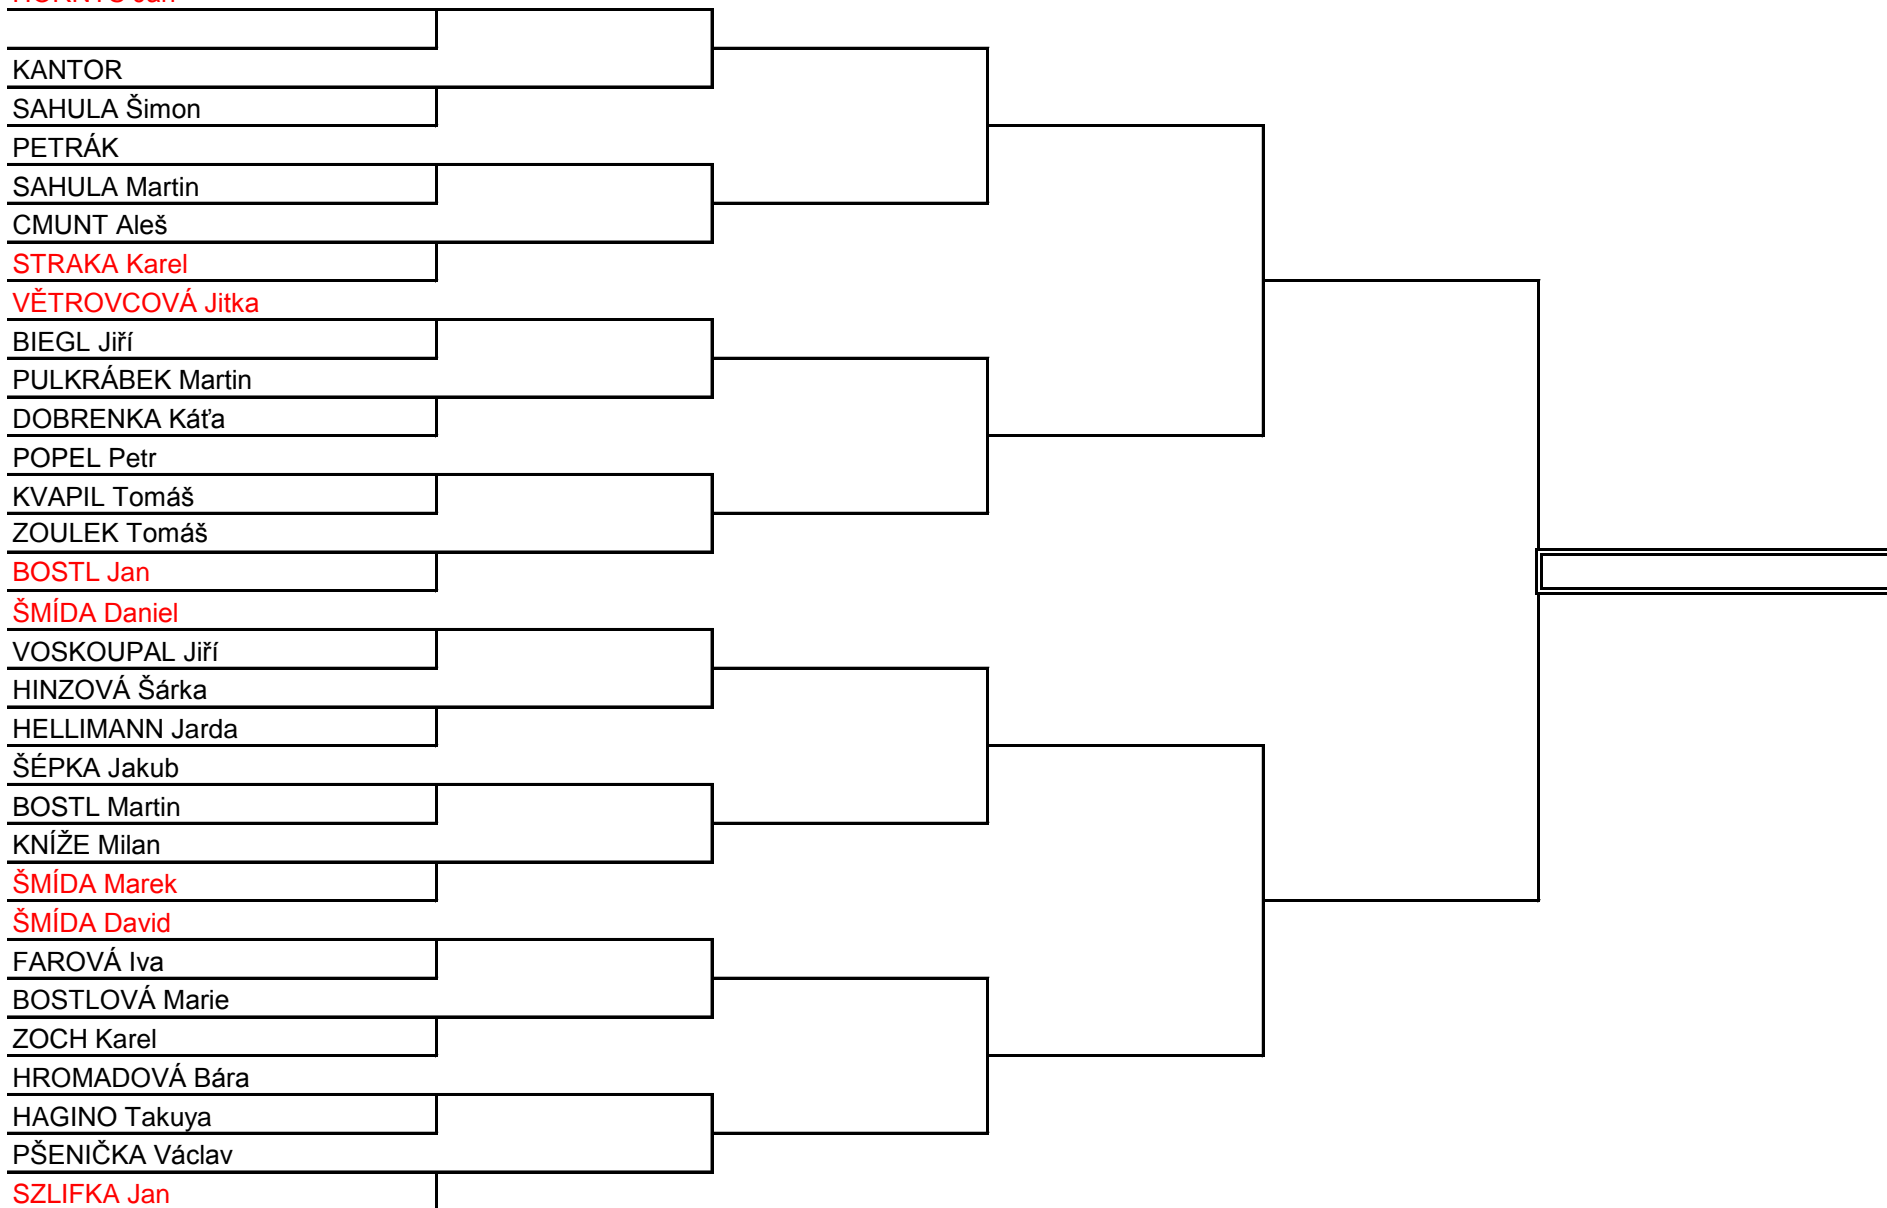 Jan
KANTOR
SAHULA Šimon
PETRÁK
SAHULA Martin
CMUNT Aleš
STRAKA Karel
VĚTROVCOVÁ Jitka
BIEGL Jiří
PULKRÁBEK Martin
DOBRENKA Káťa
POPEL Petr
KVAPIL Tomáš
ZOULEK Tomáš
BOSTL Jan
ŠMÍDA Daniel
VOSKOUPAL Jiří
HINZOVÁ Šárka
HELLIMANN Jarda
ŠÉPKA Jakub
BOSTL Martin
KNÍŽE Milan
ŠMÍDA Marek
ŠMÍDA David
FAROVÁ Iva
BOSTLOVÁ Marie
ZOCH Karel
HROMADOVÁ Bára
HAGINO Takuya
PŠENIČKA Václav
SZLIFKA Jan